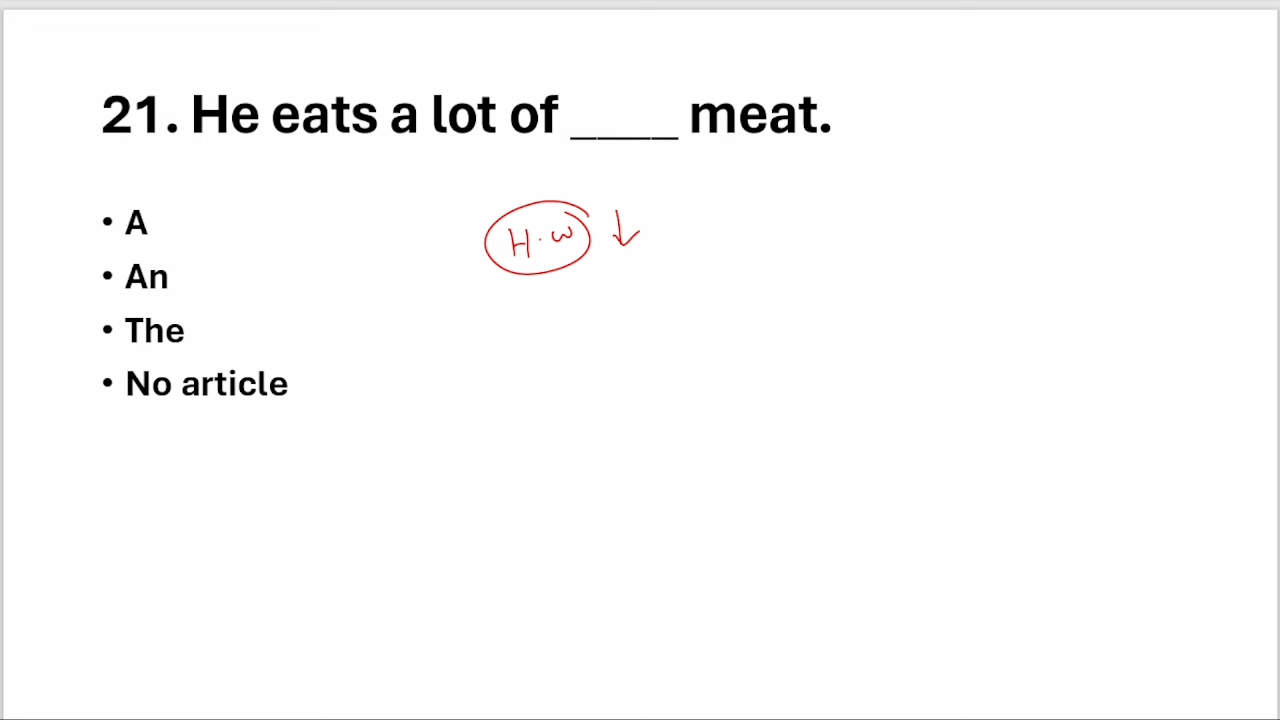 21. He eats a lot of ____ meat.
• A
H.W ↓
• An
• The
• No article